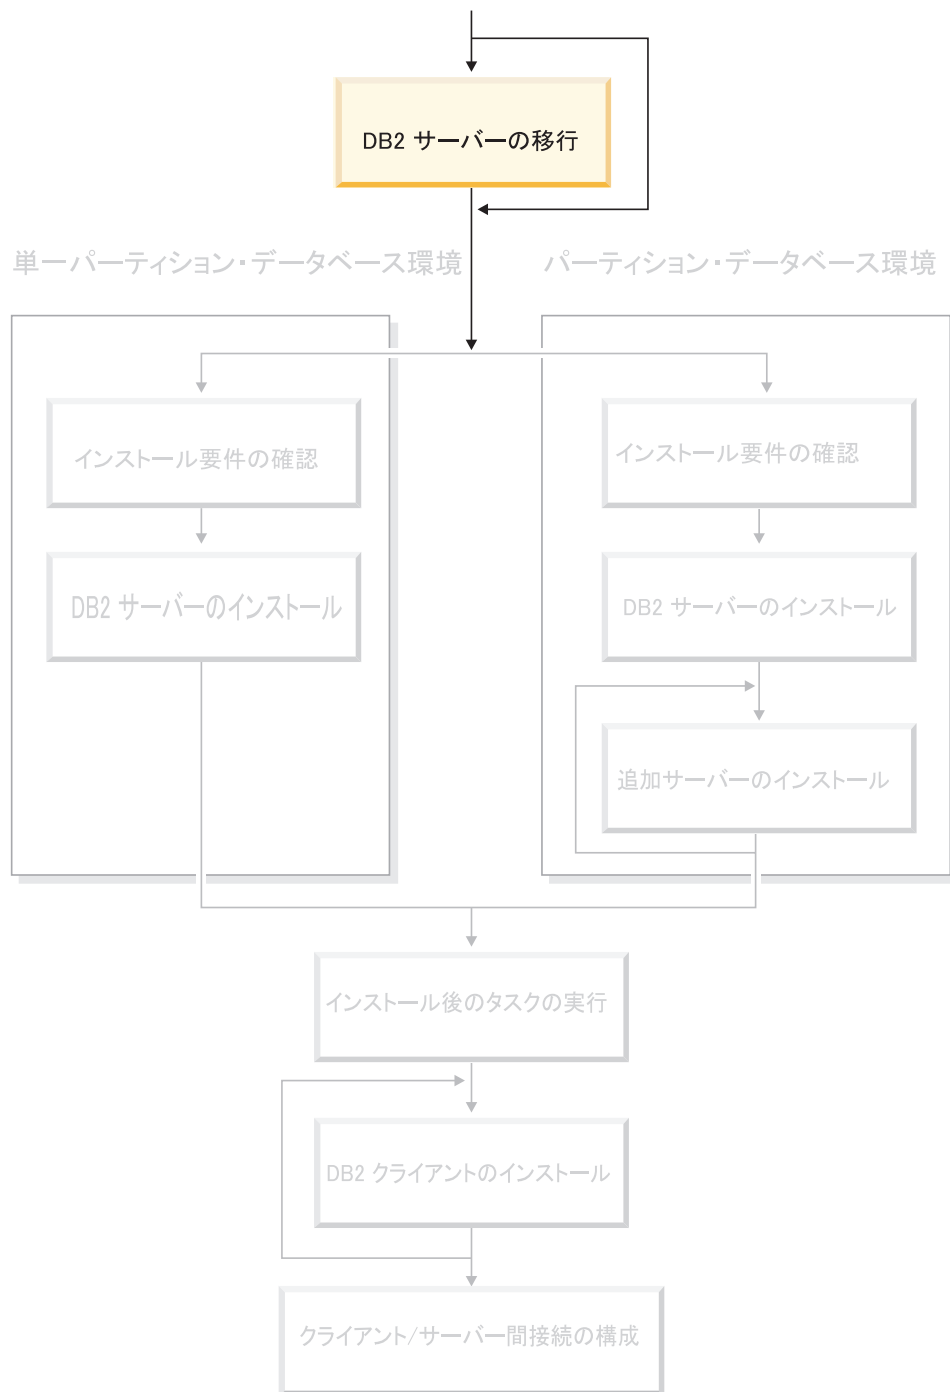 DB2 サーバーの移行
単一パーティション・データベース環境
パーティション・データベース環境
インストール要件の確認
インストール要件の確認
DB2 サーバーのインストール
DB2 サーバーのインストール
追加サーバーのインストール
インストール後のタスクの実行
DB2 クライアントのインストール
クライアント/サーバー間接続の構成